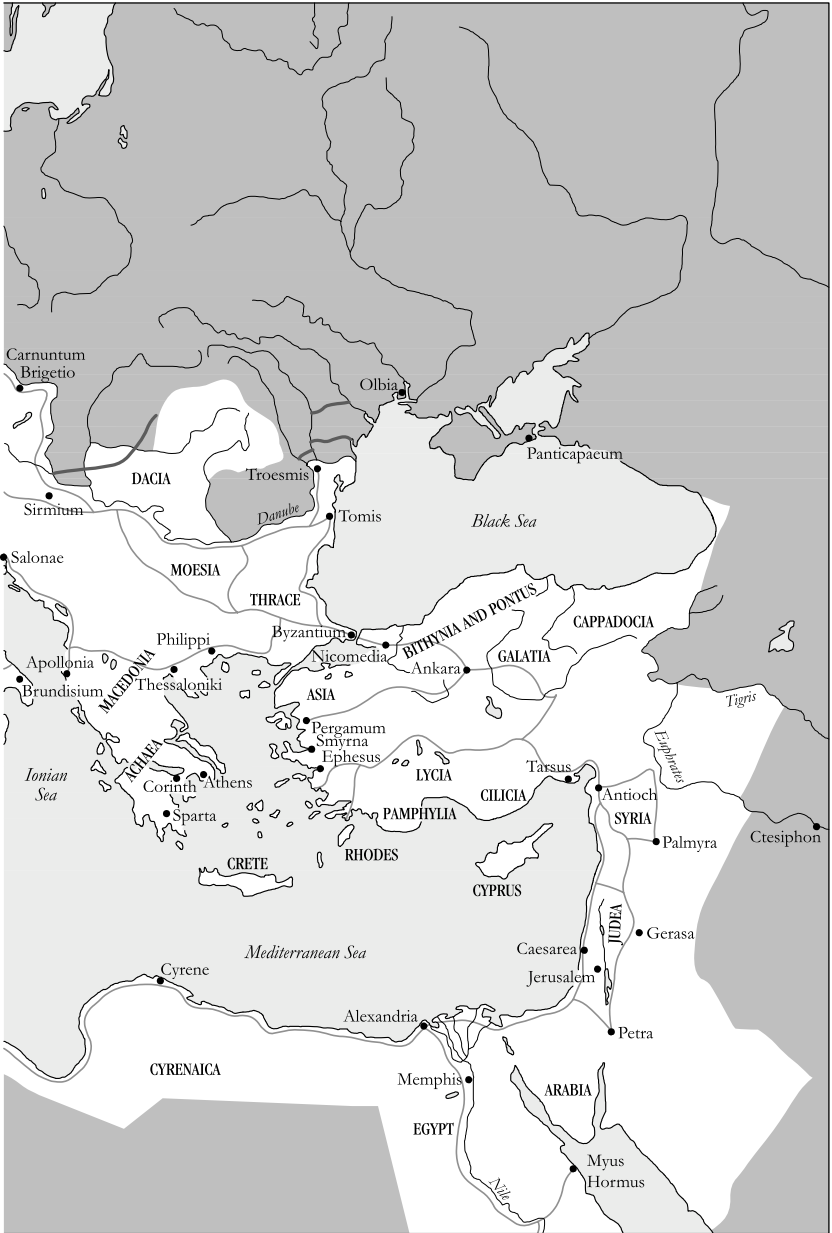 Carnuntum
Brigetio
Olbia
Panticapaeum
DACIA
Troesmis
Sirmium
Danube
Tomis
Black Sea
Salonae
MOESIA
THRACE
BITHYNIA AND PONTUS
CAPPADOCIA
Byzantium
Philippi
Nicomedia
GALATIA
Apollonia
MACEDONIA
Ankara
Brundisium
Thessaloniki
ASIA
Tigris
Pergamum
Smyrna
Ephesus
Euphrates
ACHAEA
Ionian
Sea
Corinth
Athens
LYCIA
Tarsus
CILICIA
Antioch
Sparta
PAMPHYLIA
SYRIA
Ctesiphon
Palmyra
RHODES
CRETE
CYPRUS
JUDEA
Gerasa
Mediterranean Sea
Caesarea
Cyrene
Jerusalem
Alexandria
Petra
CYRENAICA
Memphis
ARABIA
EGYPT
Myus
Hormus
Nile